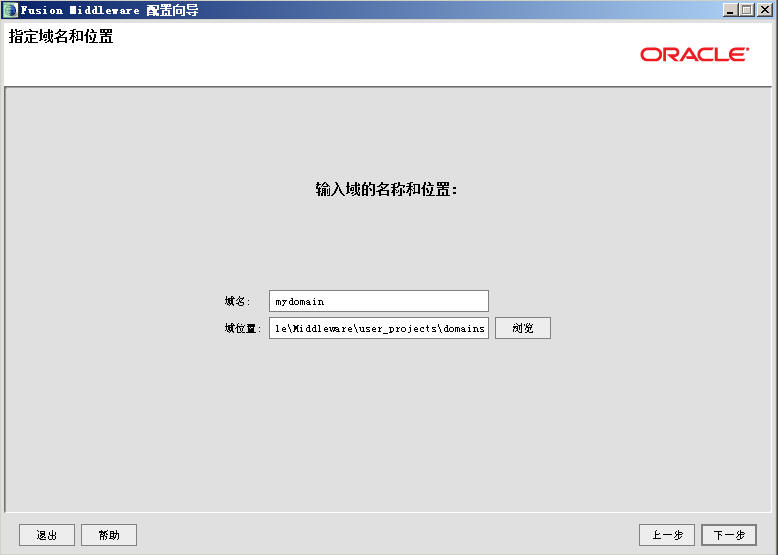 Fusion Middleware 配置向导
指定域名和位置
ORACLE
输入域的名称和位置:
域名: mydomain
域位置: le\Middleware\user_projects\domains 浏览
退出 帮助 上一步 下一步